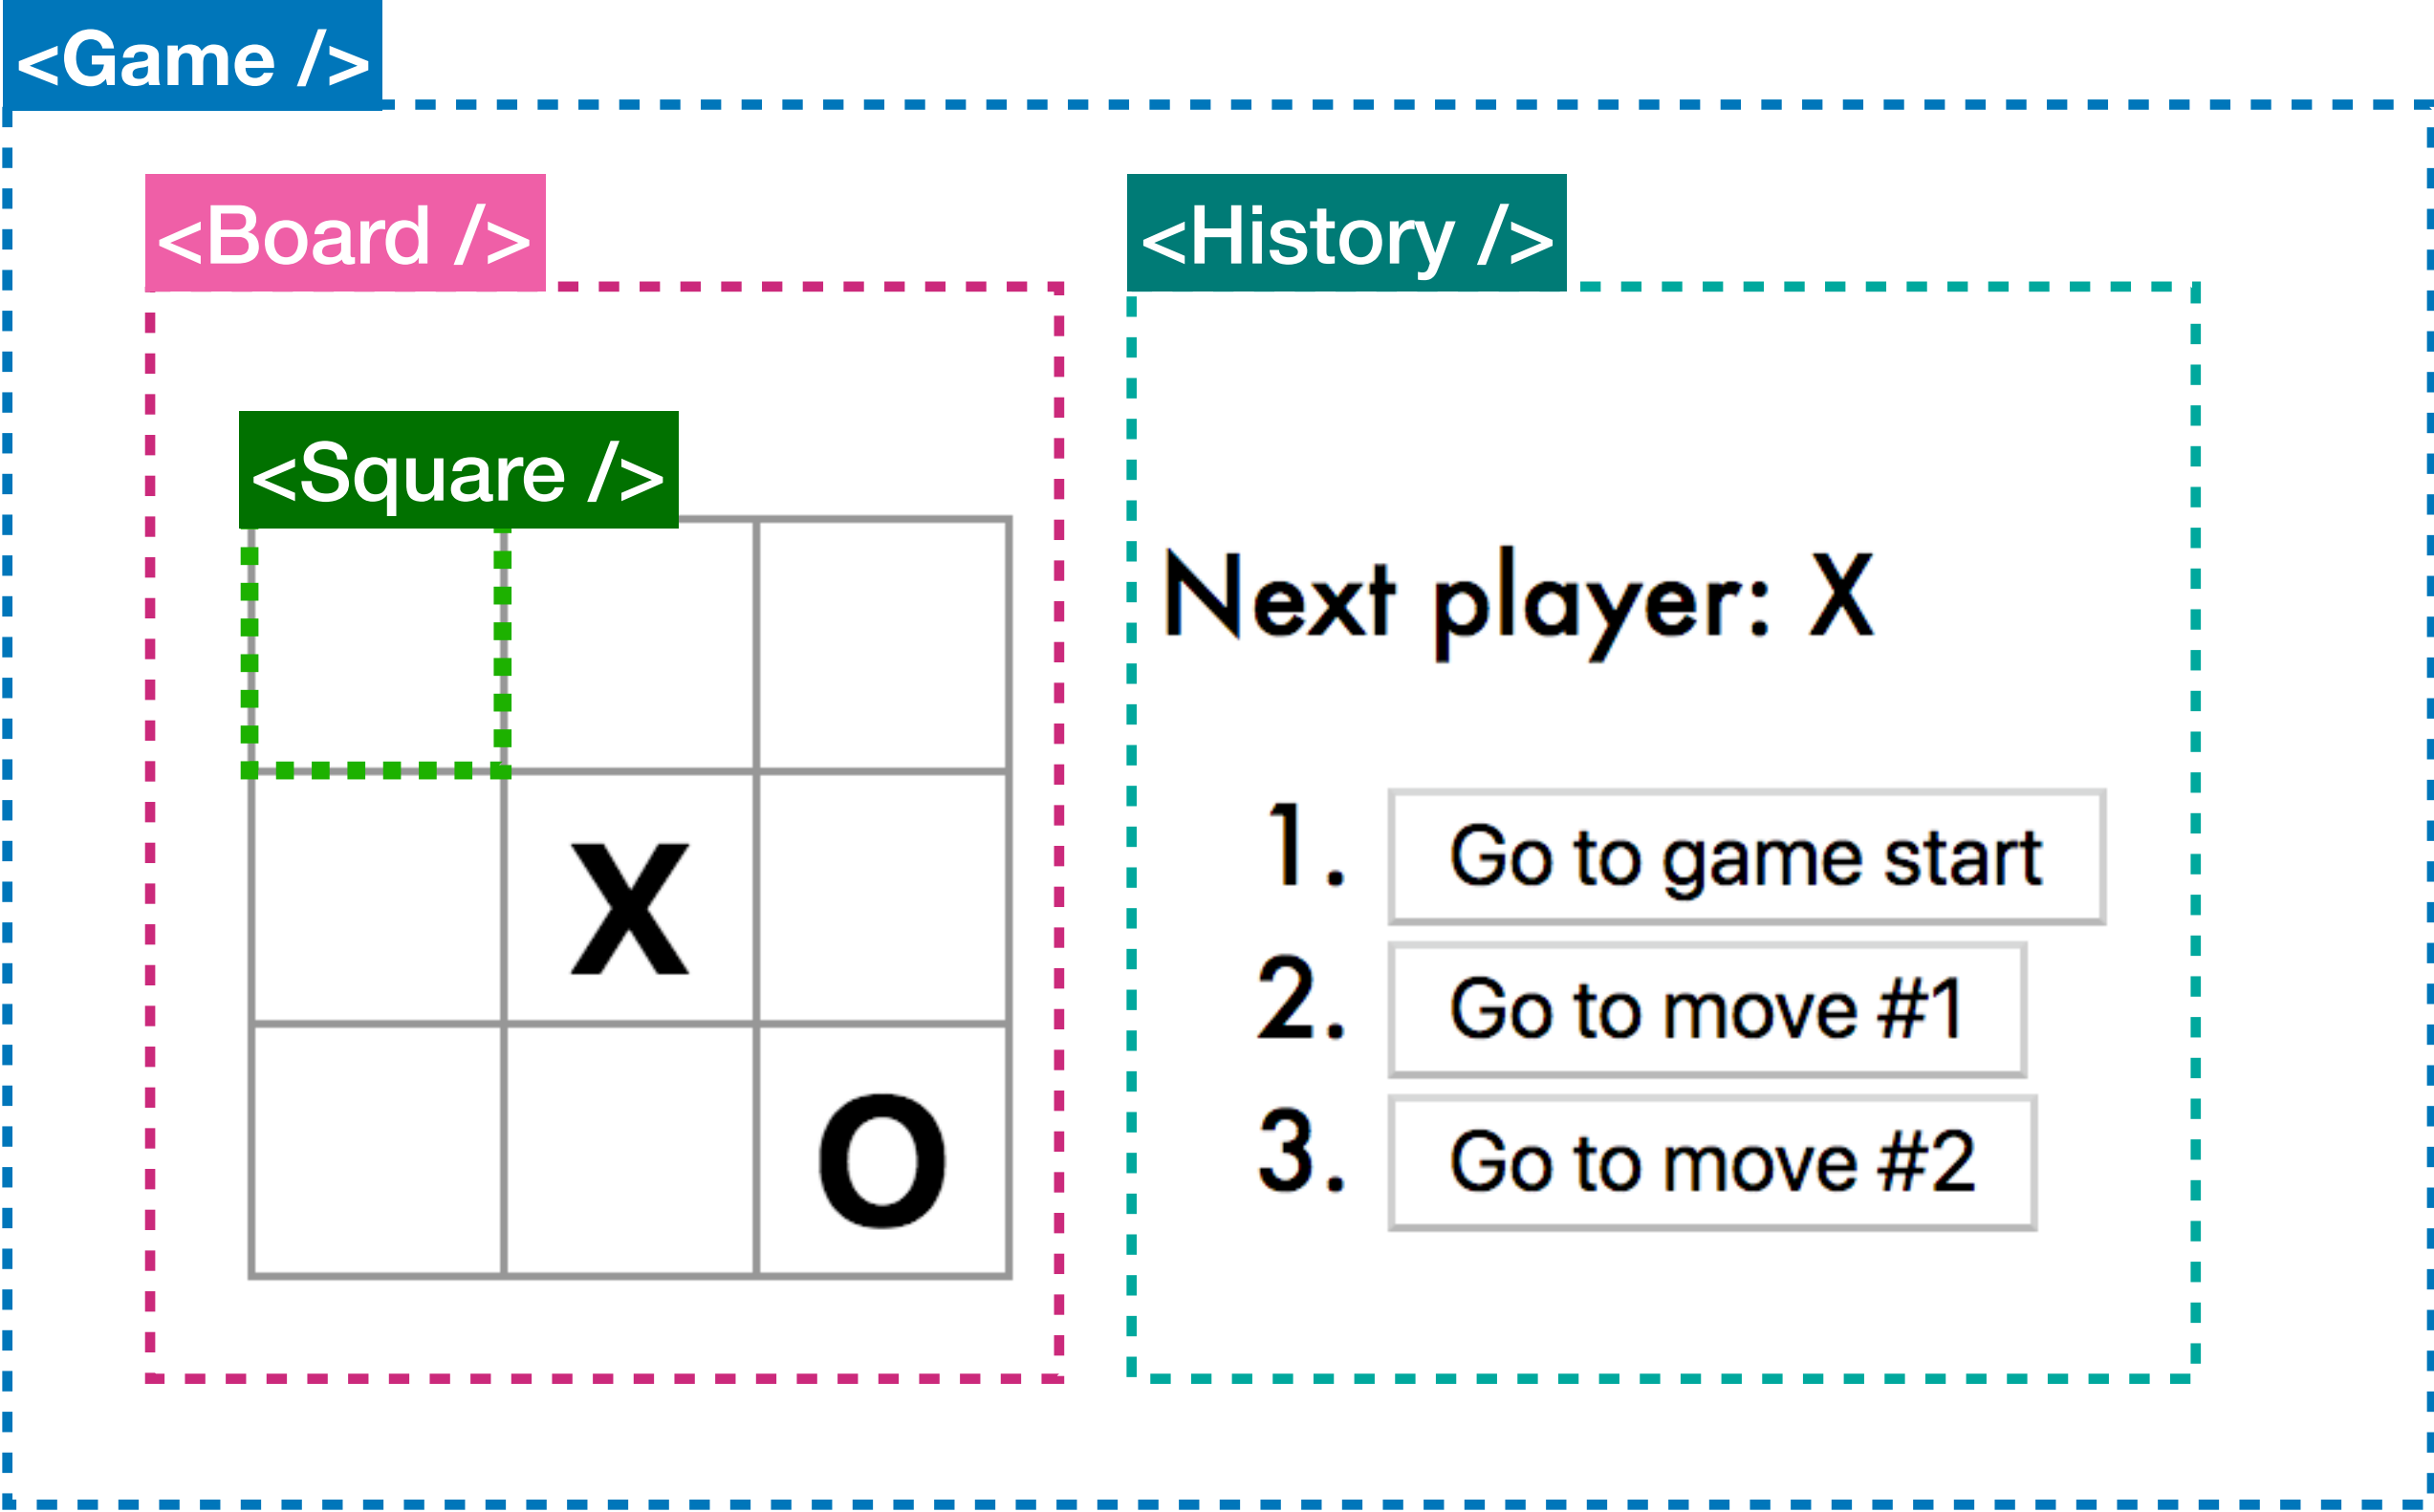 <Game />
<Board />
<History />
<Square />
Next player: X
1. Go to game start
X
2. Go to move #1
3. Go to move #2
O